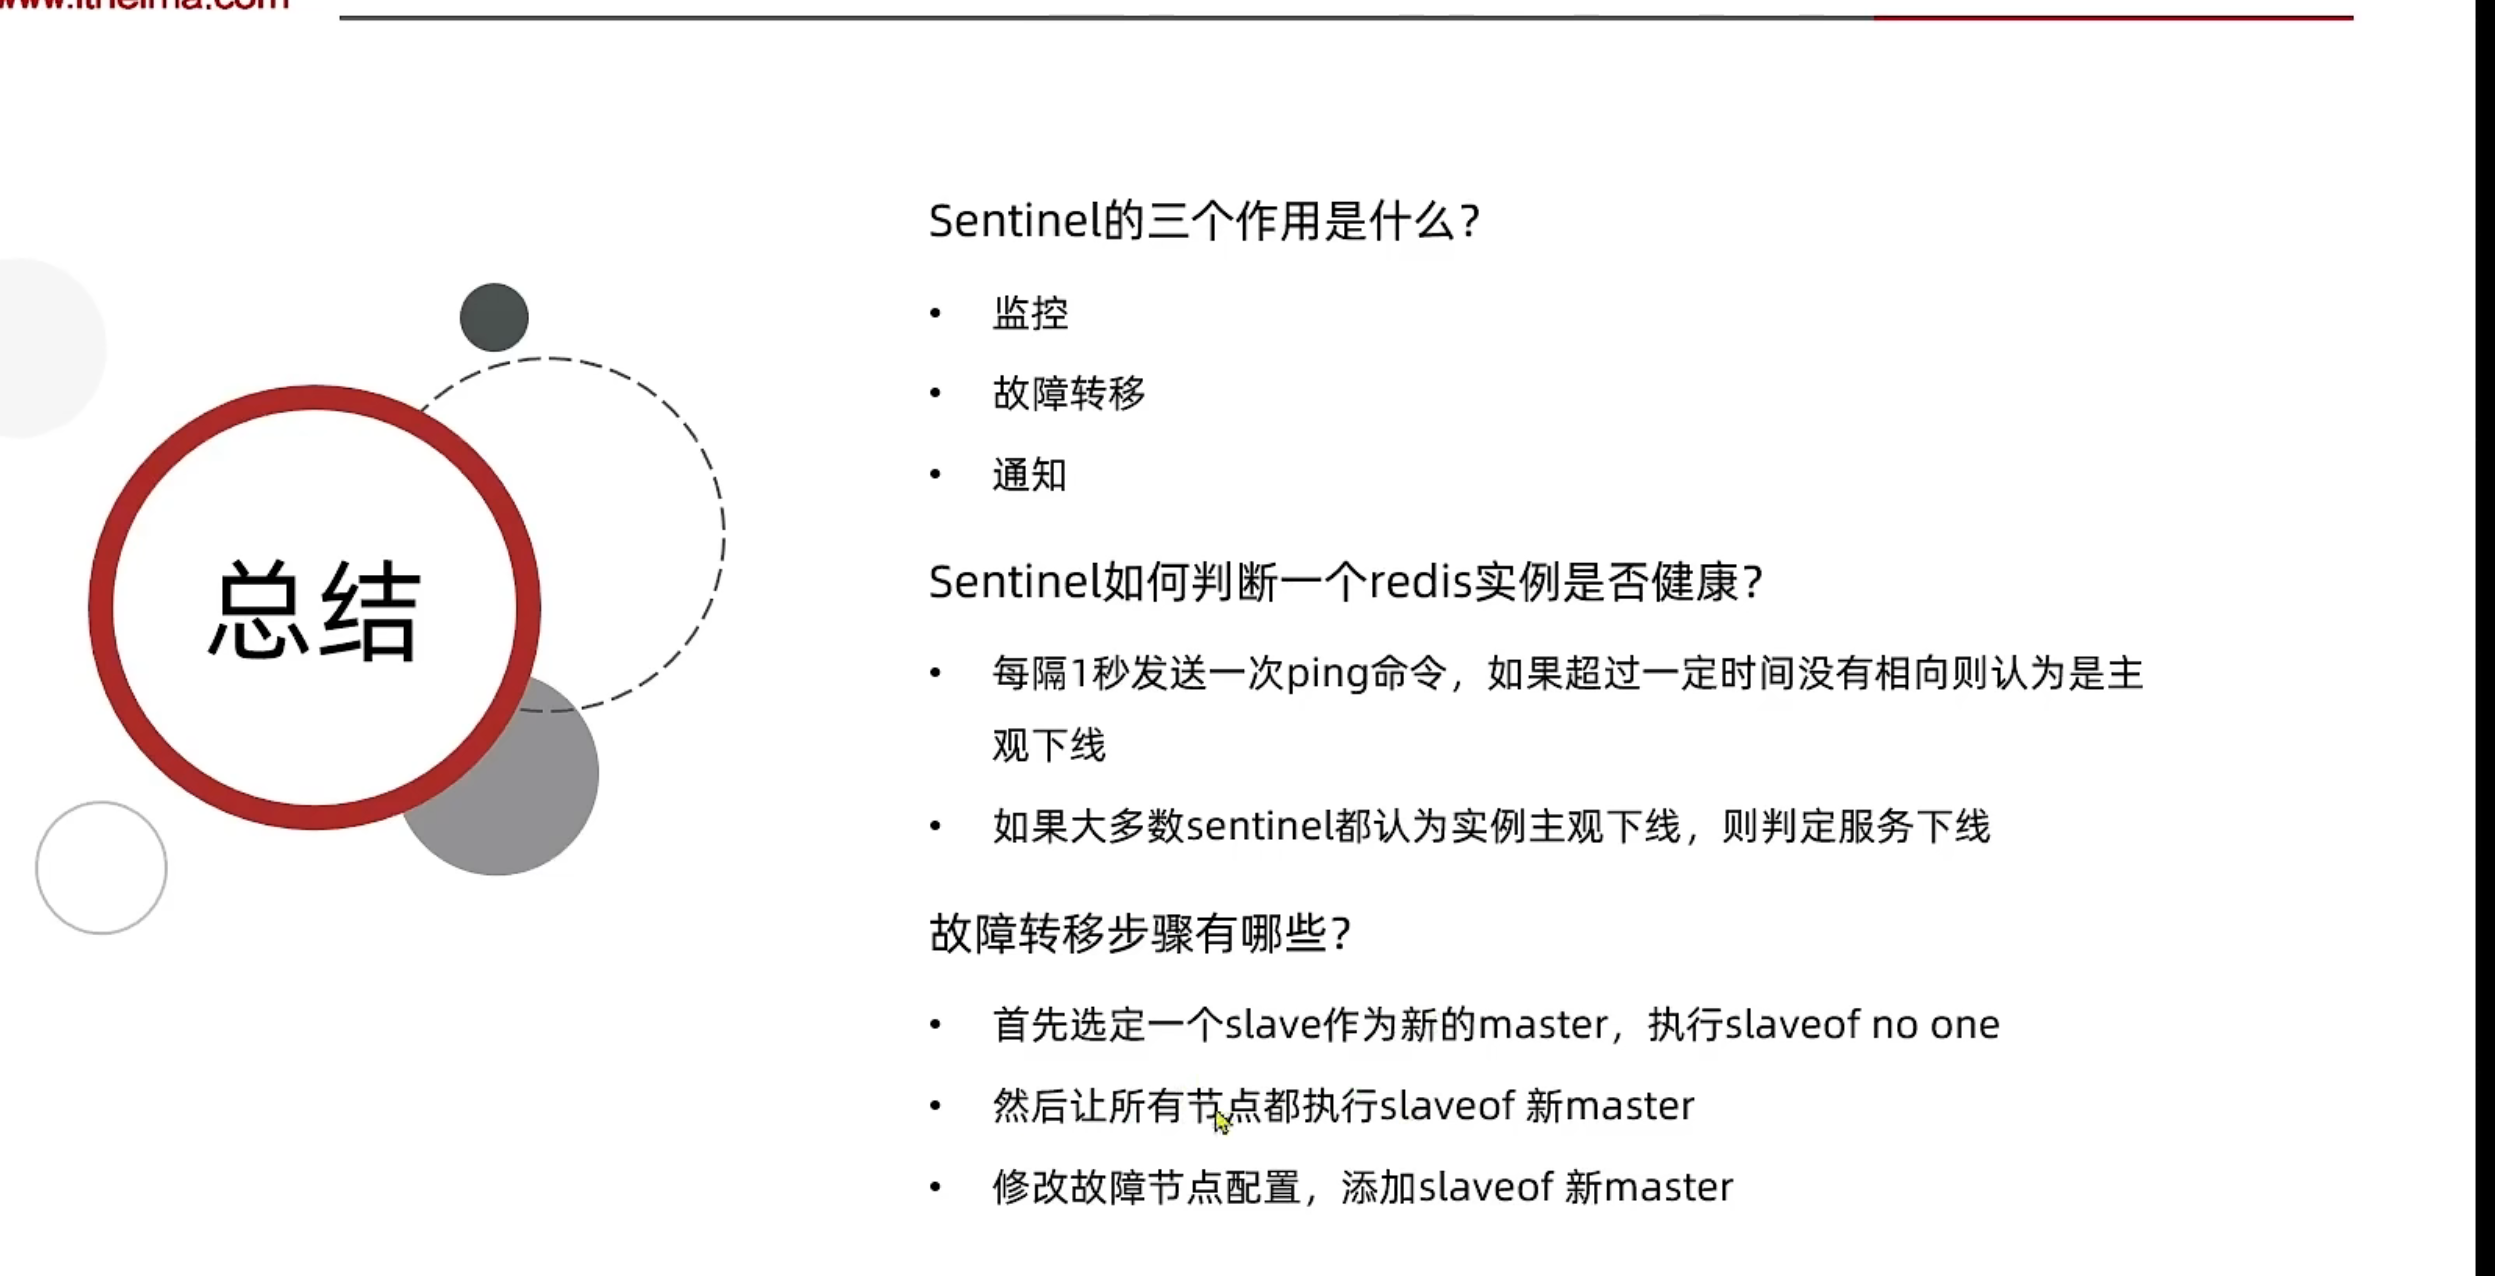 www.itheima.com
Sentinel的三个作用是什么?
• 监控
• 故障转移
• 通知
总结
Sentinel如何判断一个redis实例是否健康?
• 每隔1秒发送一次ping命令，如果超过一定时间没有相向则认为是主
观下线
• 如果大多数sentinel都认为实例主观下线，则判定服务下线
故障转移步骤有哪些?
• 首先选定一个slave作为新的master，执行slaveof no one
• 然后让所有节点都执行slaveof 新master
• 修改故障节点配置，添加slaveof 新master